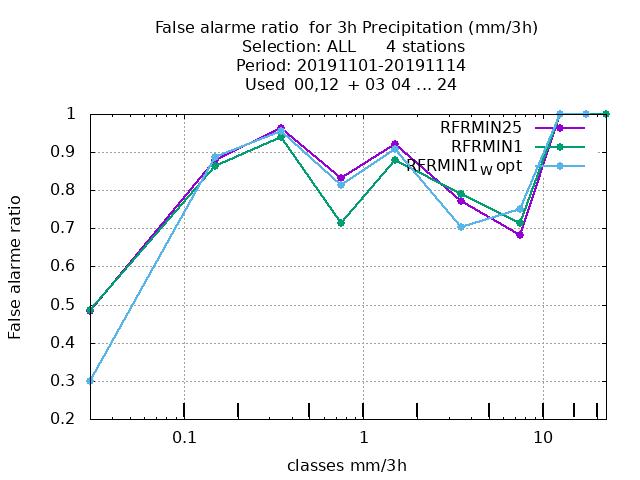 False alarme ratio  for 3h Precipitation (mm/3h)
Selection: ALL      4 stations
Period: 20191101-20191114
Used  00,12  + 03 04 ... 24
RFRMIN25
RFRMIN1
RFRMIN1w opt
1
0.9
0.8
0.7
0.6
0.5
0.4
0.3
0.2
False alarme ratio
0.1 1 10
classes mm/3h